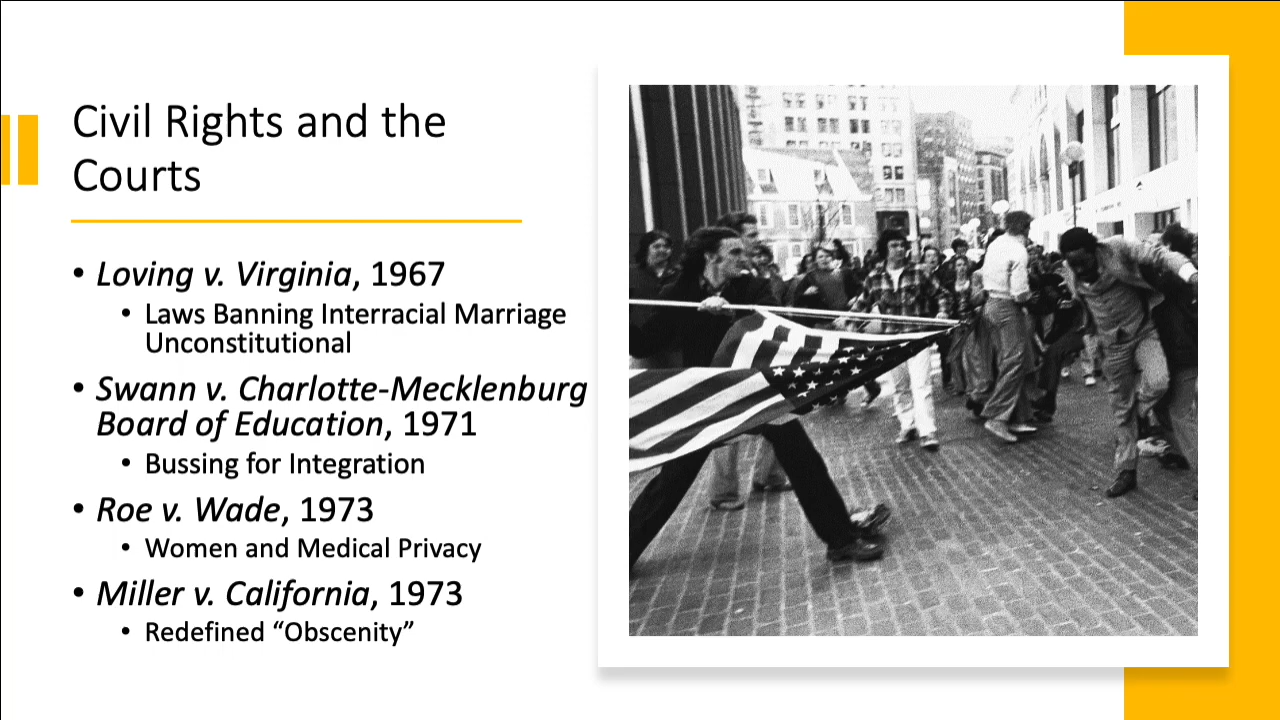 Civil Rights and the
Courts
• Loving v. Virginia, 1967
• Laws Banning Interracial Marriage
Unconstitutional
• Swann v. Charlotte-Mecklenburg
Board of Education, 1971
• Bussing for Integration
• Roe v. Wade, 1973
• Women and Medical Privacy
• Miller v. California, 1973
• Redefined “Obscenity”